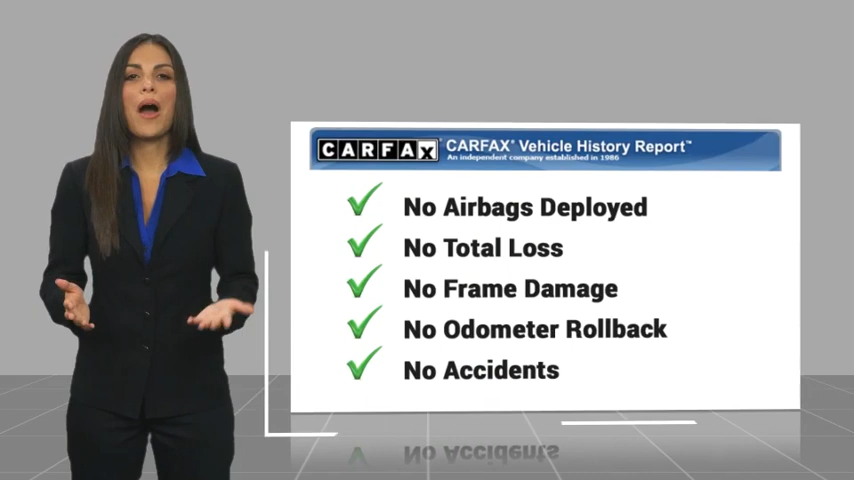 CARFAX CARFAX® Vehicle History Report™
An independent company established in 1986
No Airbags Deployed
No Total Loss
No Frame Damage
No Odometer Rollback
No Accidents
No Accidents